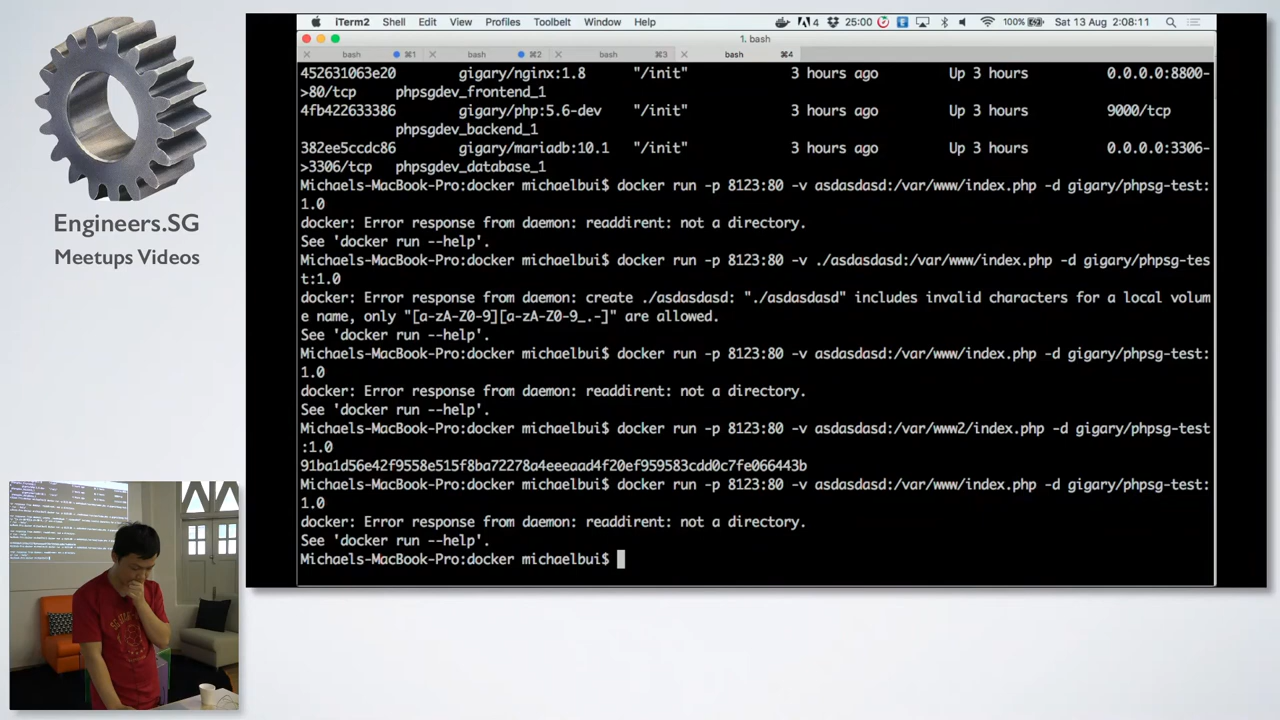 iTerm2 Shell Edit View Profiles Toolbelt Window Help 4 25:00 100% Sat 13 Aug 2:08:11
1. bash
bash ⌘1 bash ⌘2 bash ⌘3 bash ⌘4
452631063e20 gigary/nginx:1.8 "/init" 3 hours ago Up 3 hours 0.0.0.0:8800-
>80/tcp phpsgdev_frontend_1
4fb422633386 gigary/php:5.6-dev "/init" 3 hours ago Up 3 hours 9000/tcp
phpsgdev_backend_1
382ee5ccdc86 gigary/mariadb:10.1 "/init" 3 hours ago Up 3 hours 0.0.0.0:3306-
>3306/tcp phpsgdev_database_1
Michaels-MacBook-Pro:docker michaelbui$ docker run -p 8123:80 -v asdasdasd:/var/www/index.php -d gigary/phpsg-test:
1.0
docker: Error response from daemon: readdirent: not a directory.
See 'docker run --help'.
Michaels-MacBook-Pro:docker michaelbui$ docker run -p 8123:80 -v ./asdasdasd:/var/www/index.php -d gigary/phpsg-tes
t:1.0
docker: Error response from daemon: create ./asdasdasd: "./asdasdasd" includes invalid characters for a local volum
e name, only "[a-zA-Z0-9][a-zA-Z0-9_.-]" are allowed.
See 'docker run --help'.
Michaels-MacBook-Pro:docker michaelbui$ docker run -p 8123:80 -v asdasdasd:/var/www/index.php -d gigary/phpsg-test:
1.0
docker: Error response from daemon: readdirent: not a directory.
See 'docker run --help'.
Michaels-MacBook-Pro:docker michaelbui$ docker run -p 8123:80 -v asdasdasd:/var/www2/index.php -d gigary/phpsg-test
:1.0
91ba1d56e42f9558e515f8ba72278a4eeeaad4f20ef959583cdd0c7fe066443b
Michaels-MacBook-Pro:docker michaelbui$ docker run -p 8123:80 -v asdasdasd:/var/www/index.php -d gigary/phpsg-test:
1.0
docker: Error response from daemon: readdirent: not a directory.
See 'docker run --help'.
Michaels-MacBook-Pro:docker michaelbui$
Engineers.SG
Meetups Videos